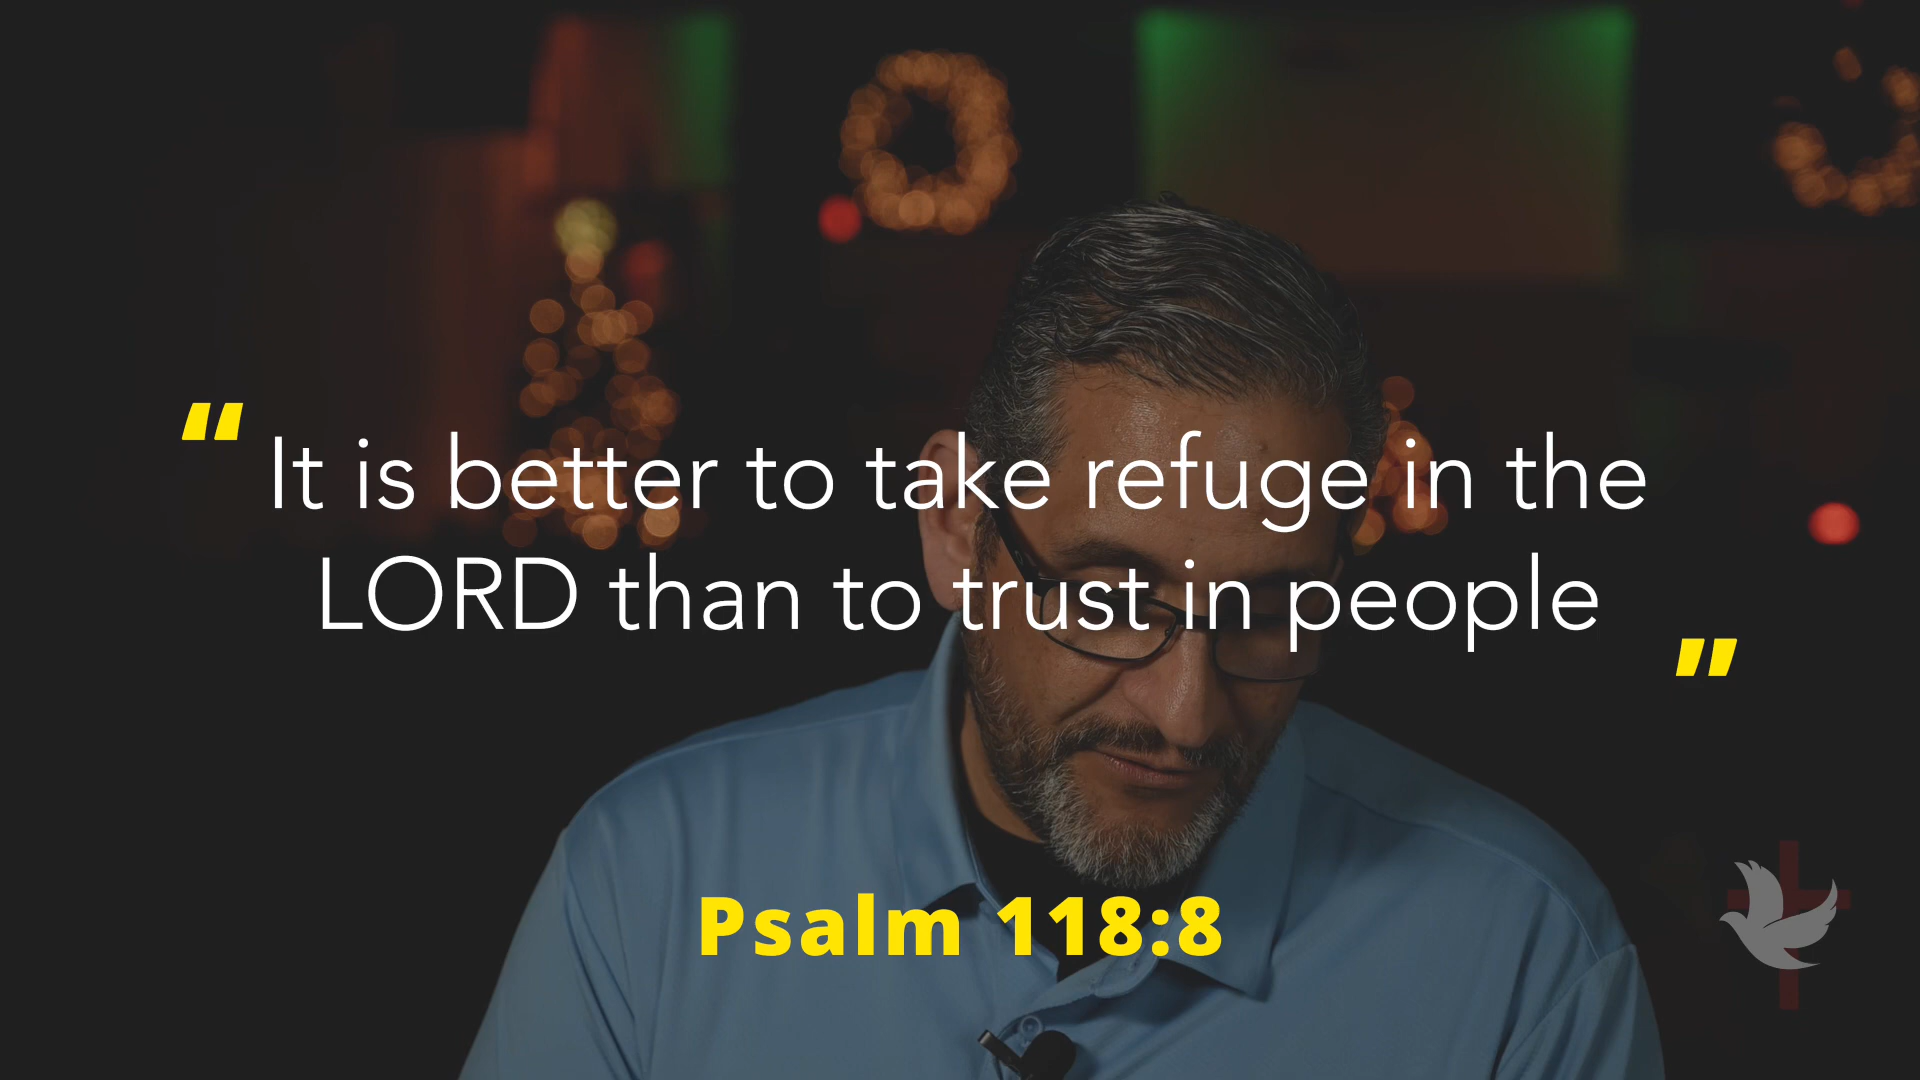 “ It is better to take refuge in the
LORD than to trust in people ”
Psalm 118:8